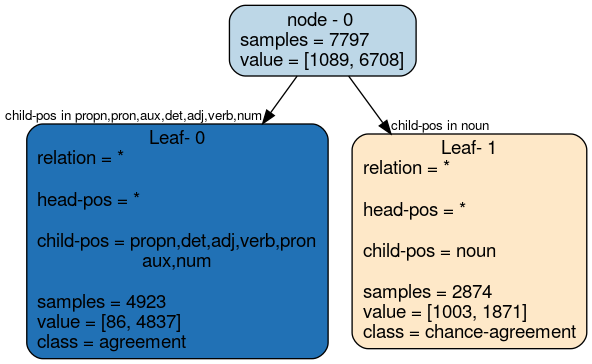 node - 0
samples = 7797
value = [1089, 6708]
child-pos in propn,pron,aux,det,adj,verb,num
child-pos in noun
Leaf- 0
relation = *
head-pos = *
child-pos = propn,det,adj,verb,pron
aux,num
samples = 4923
value = [86, 4837]
class = agreement
Leaf- 1
relation = *
head-pos = *
child-pos = noun
samples = 2874
value = [1003, 1871]
class = chance-agreement